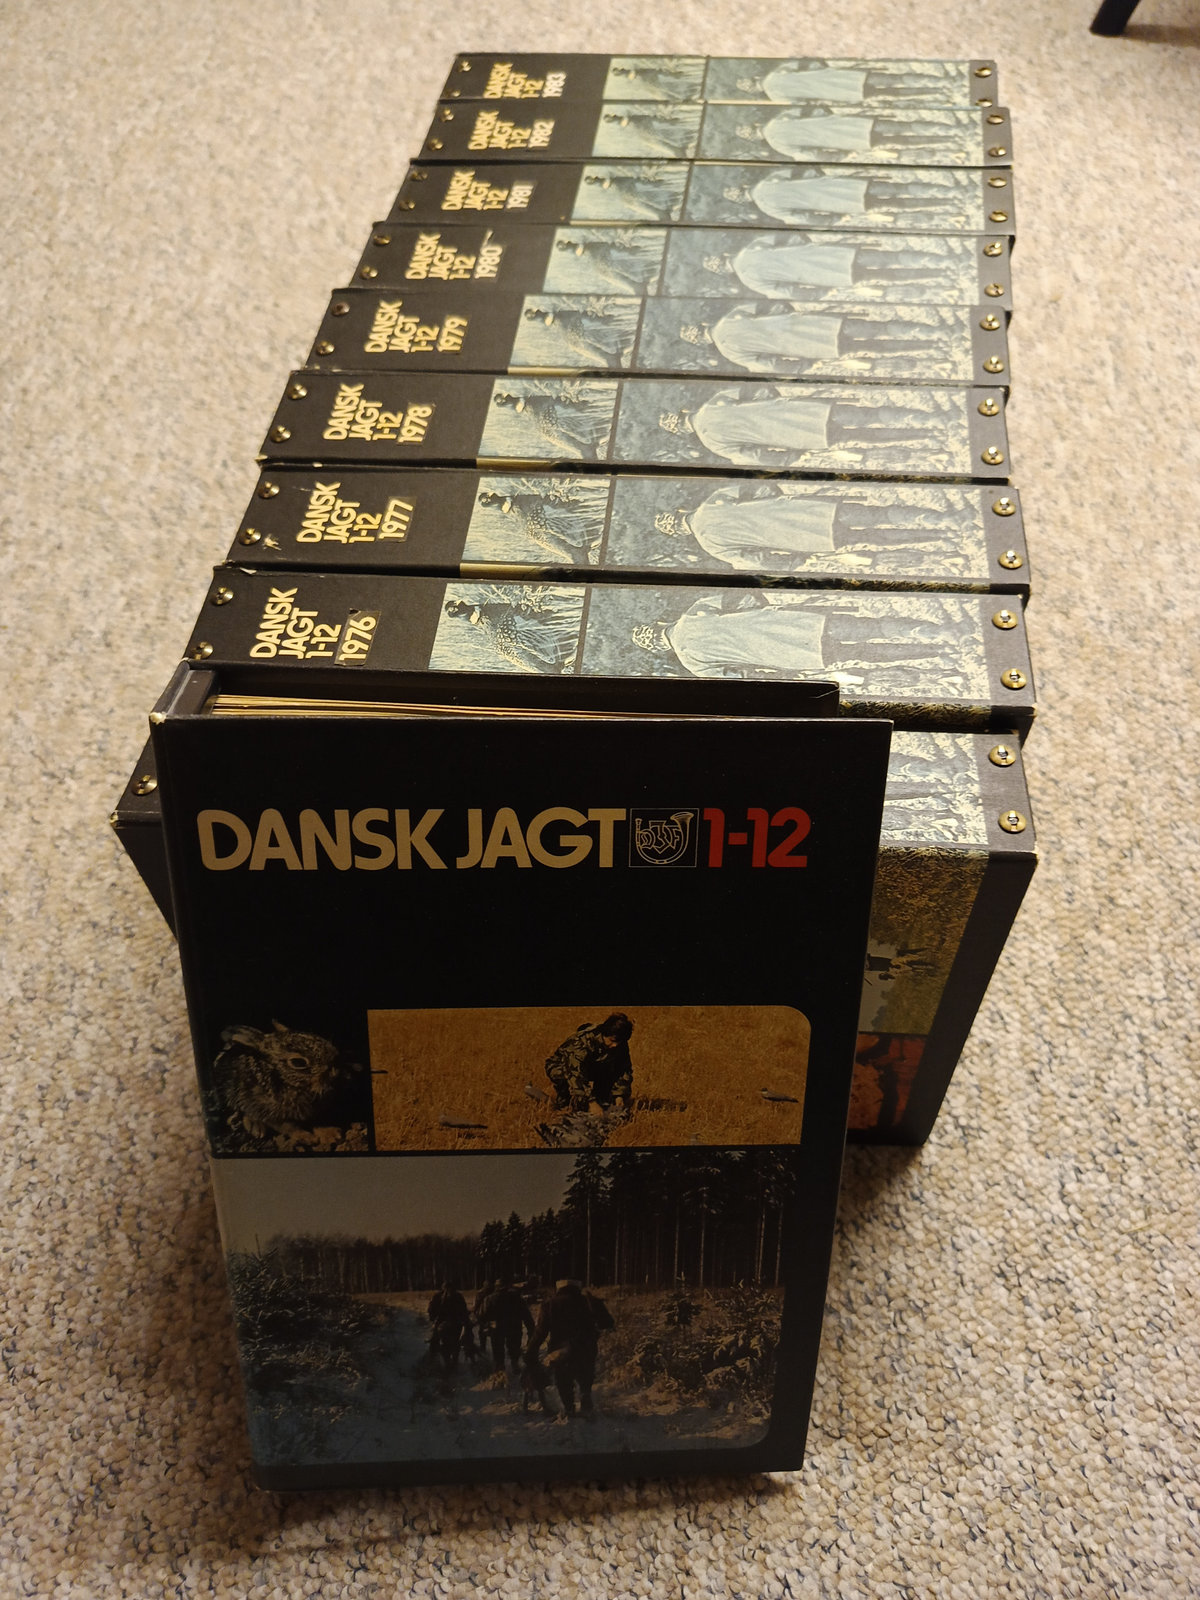 DANSK
JAGT
1-12
1983
DANSK
JAGT
1-12
1982
DANSK
JAGT
1-12
1981
DANSK
JAGT
1-12
1980
DANSK
JAGT
1-12
1979
DANSK
JAGT
1-12
1978
DANSK
JAGT
1-12
1977
DANSK
JAGT
1-12
1976
DANSK JAGT 1-12